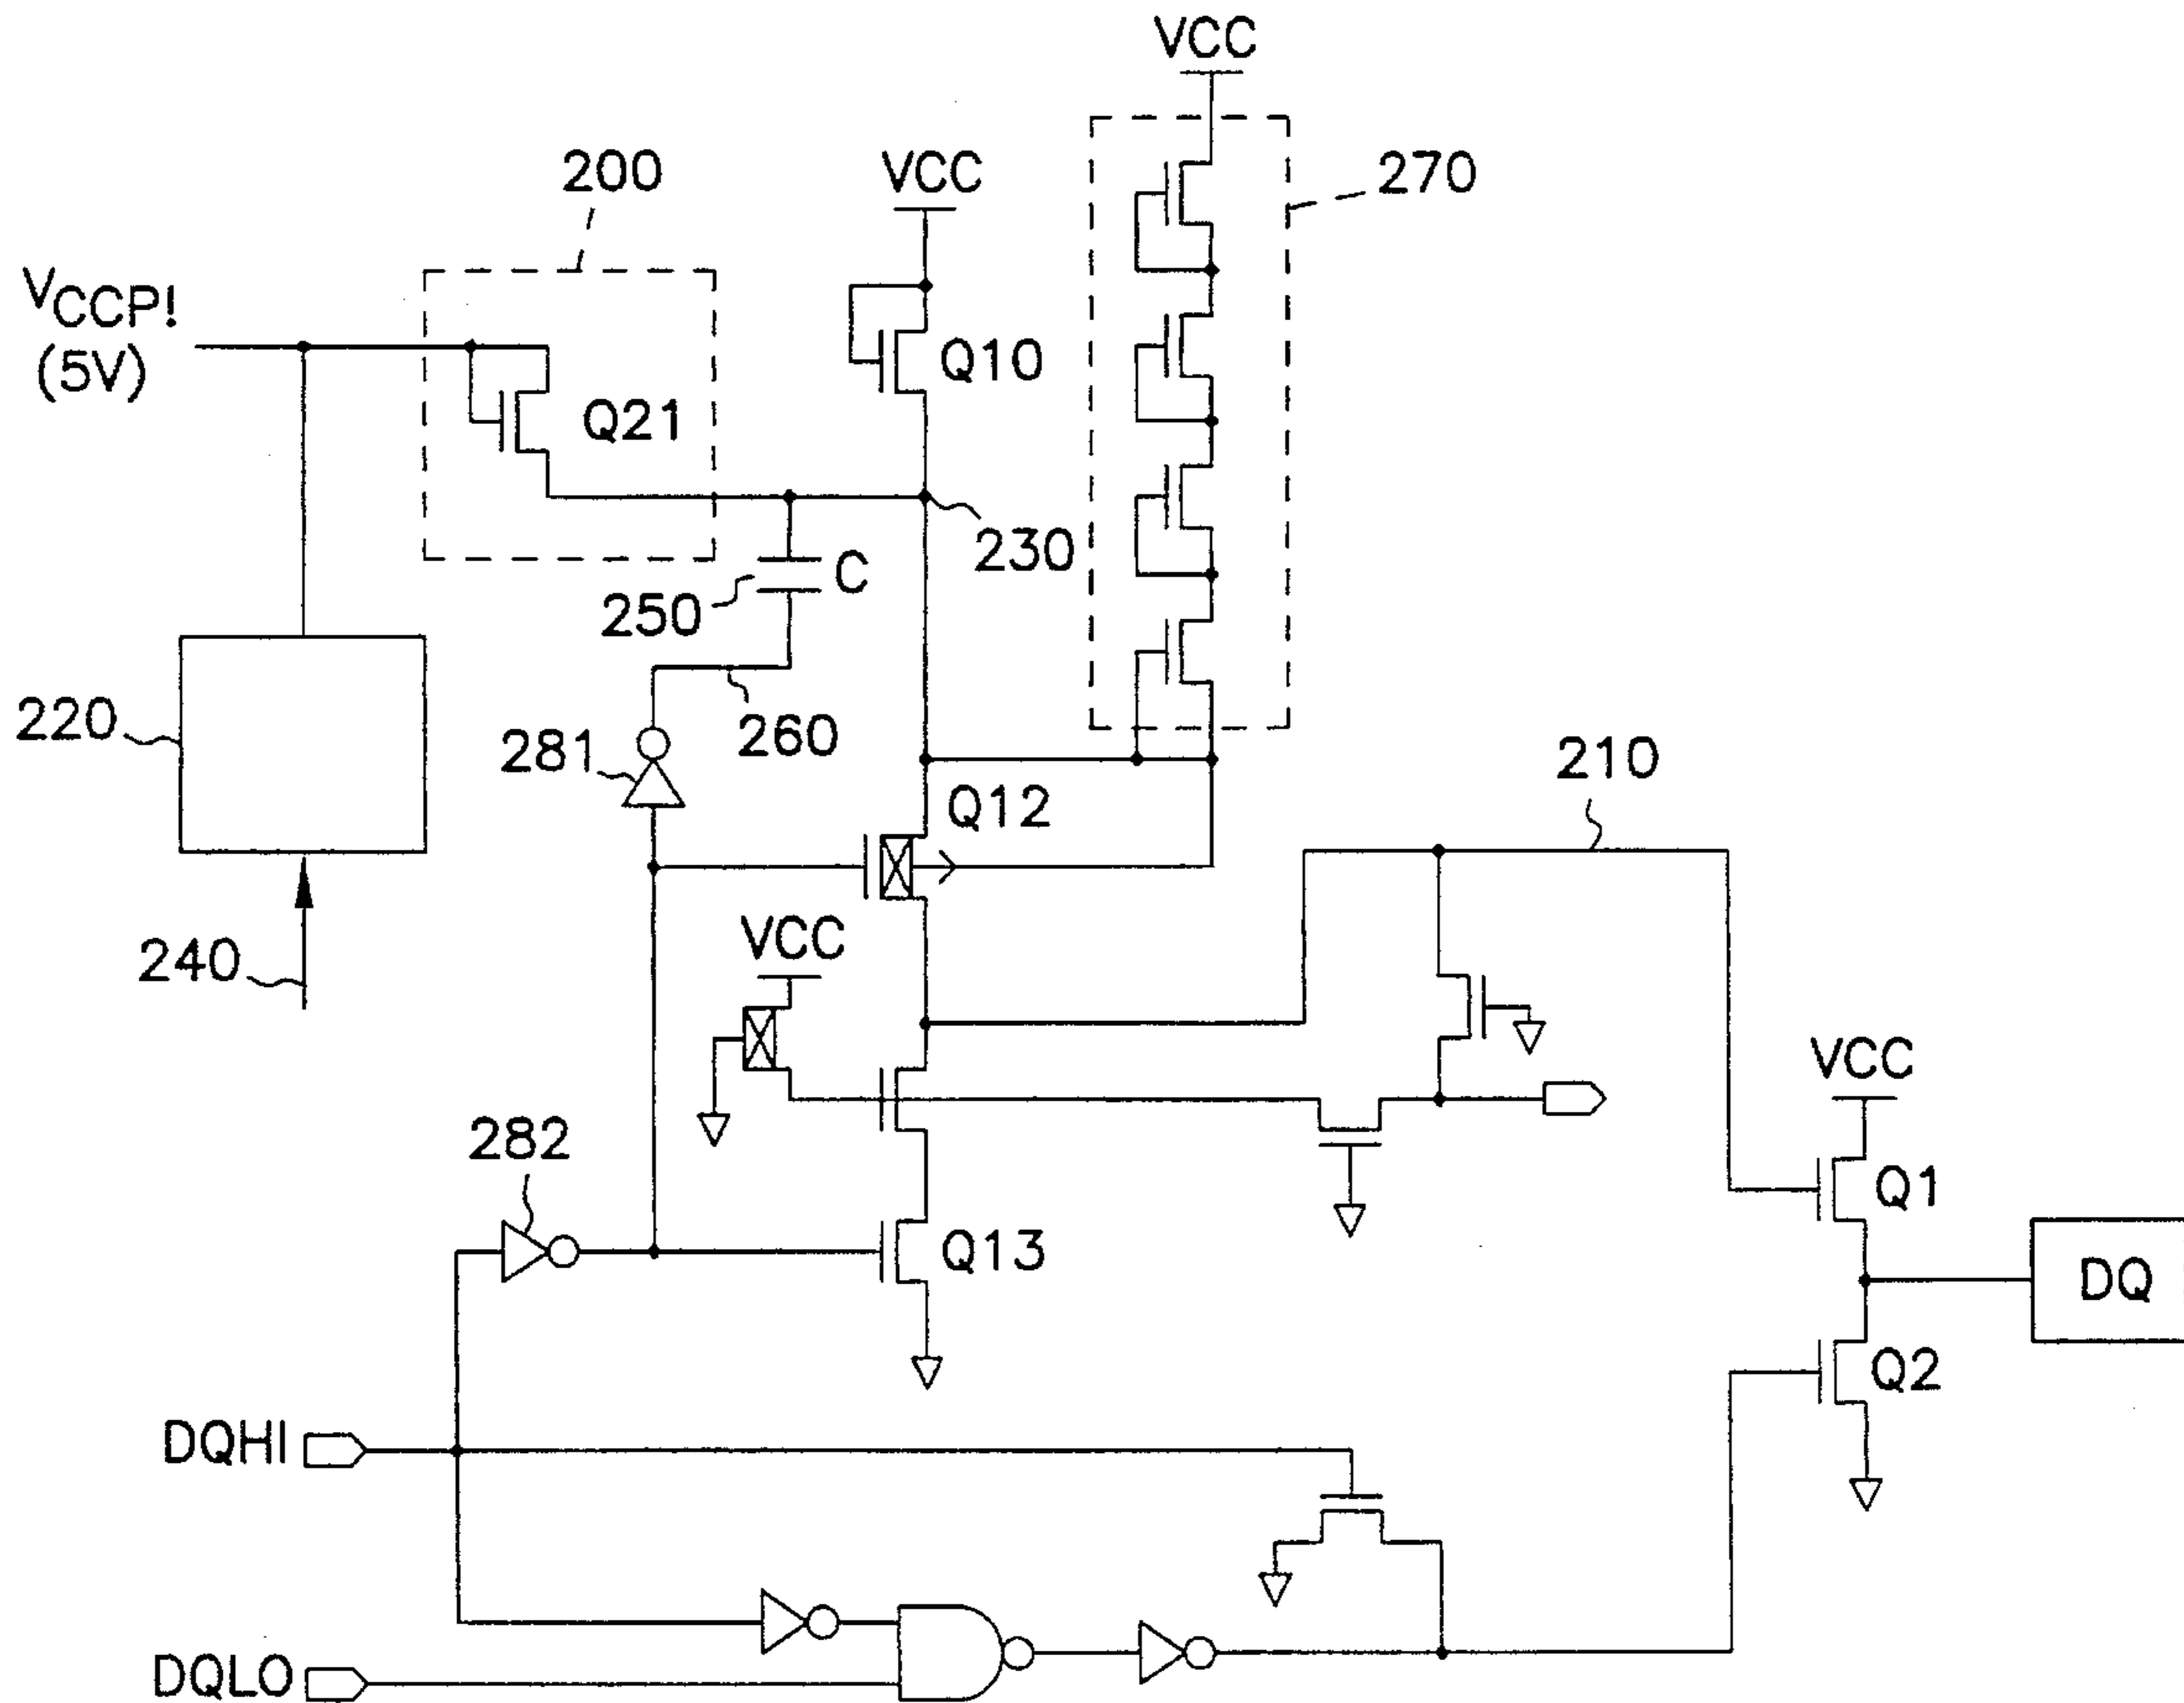 VCC
200
VCC
270
VCCP!
(5V)
Q10
Q21
230
C
250
220
281
260
Q12
210
VCC
240
VCC
282
Q1
Q13
DQ
Q2
DQHI
DQLO